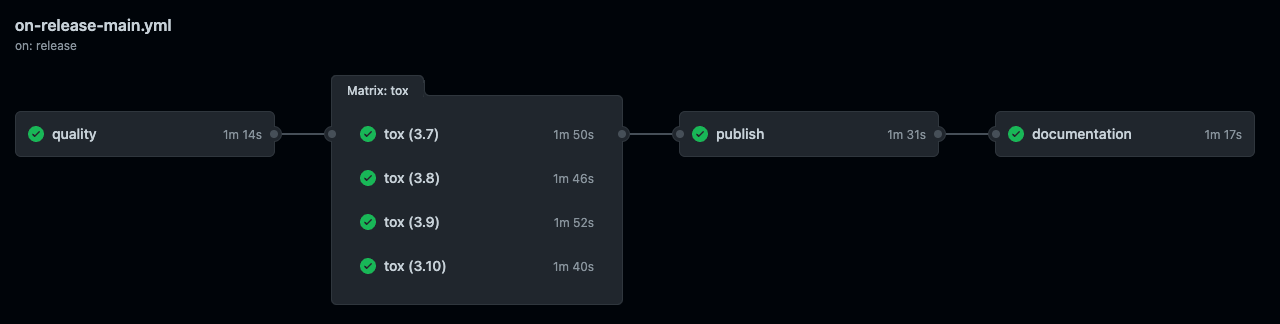 on-release-main.yml
on: release
Matrix: tox
quality 1m 14s
tox (3.7) 1m 50s
tox (3.8) 1m 46s
tox (3.9) 1m 52s
tox (3.10) 1m 40s
publish 1m 31s
documentation 1m 17s